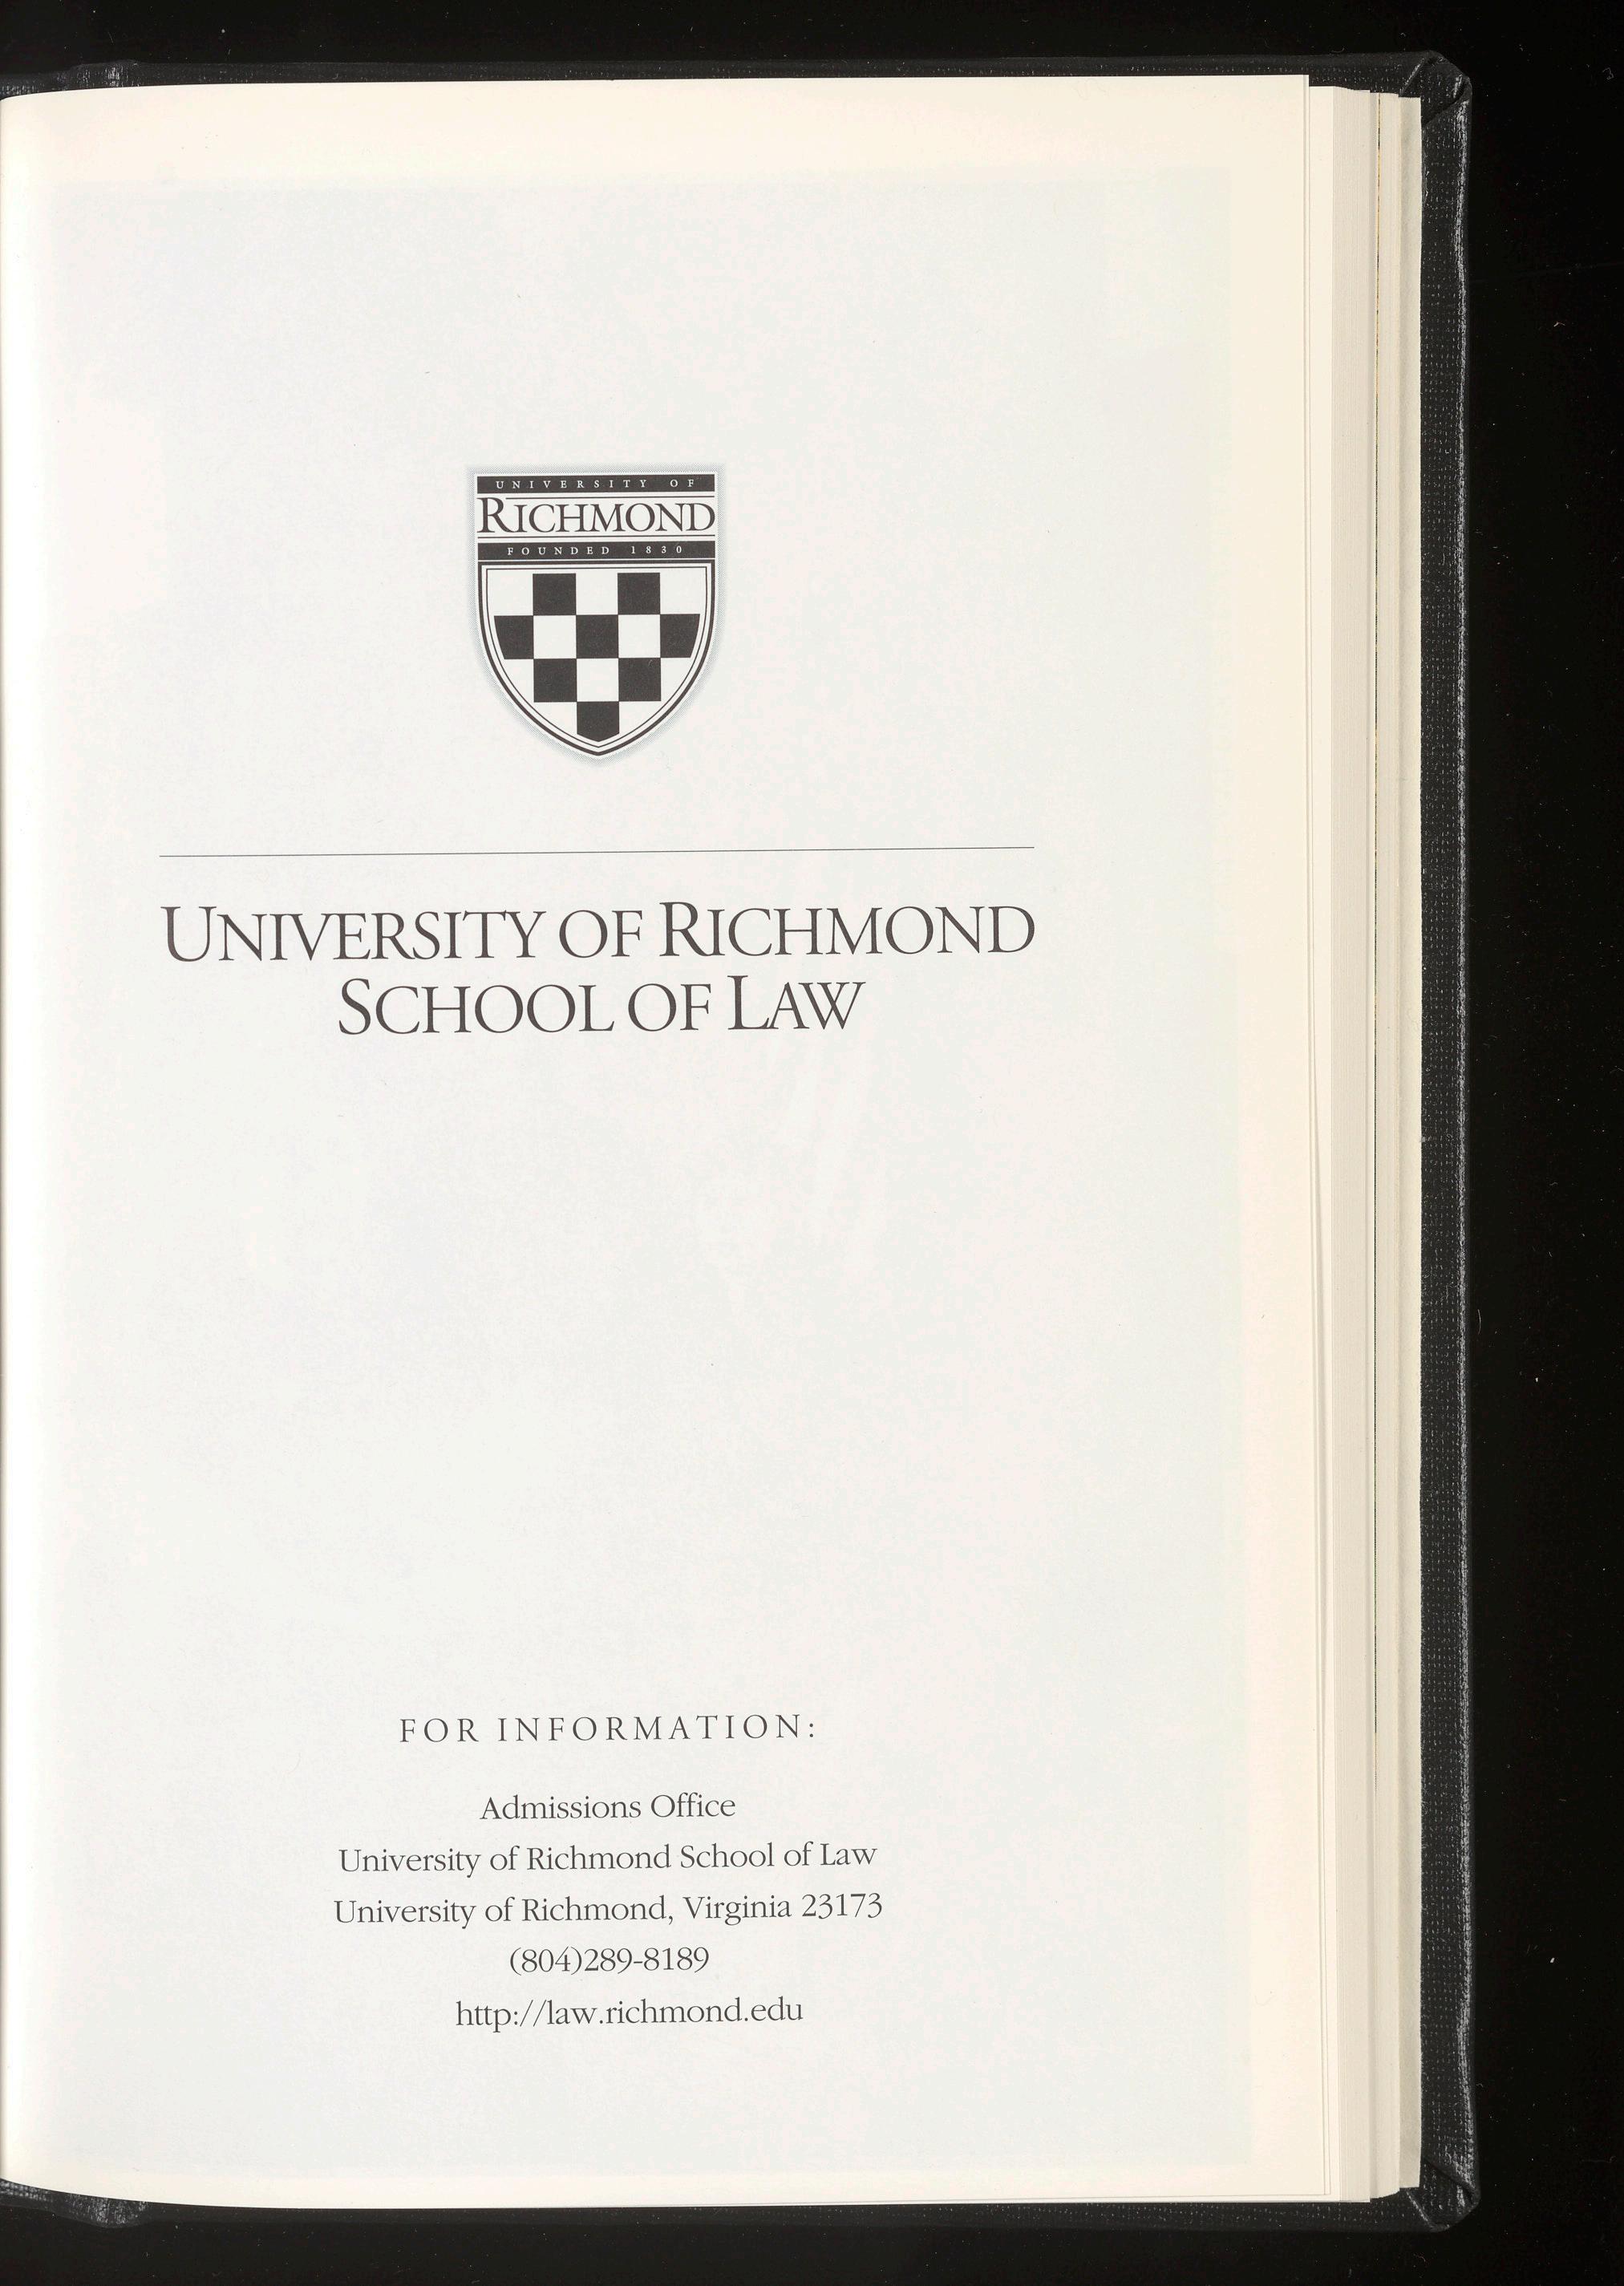 UNIVERSITY OF
RICHMOND
FOUNDED 1830
UNIVERSITY OF RICHMOND
SCHOOL OF LAW
FOR INFORMATION:
Admissions Office
University of Richmond School of Law
University of Richmond, Virginia 23173
(804)289-8189
http://law.richmond.edu